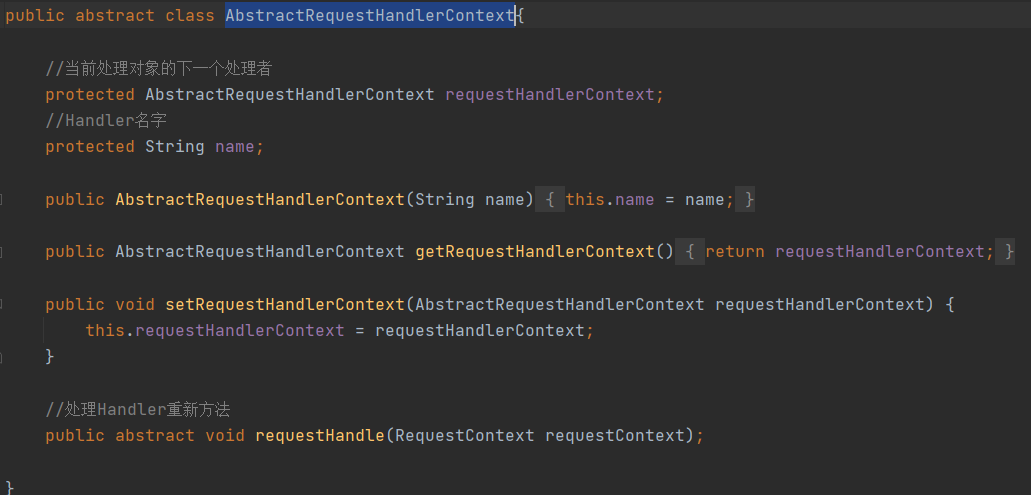 public abstract class AbstractRequestHandlerContext{
//当前处理对象的下一个处理者
protected AbstractRequestHandlerContext requestHandlerContext;
//Handler名字
protected String name;
public AbstractRequestHandlerContext(String name) { this.name = name; }
public AbstractRequestHandlerContext getRequestHandlerContext() { return requestHandlerContext; }
public void setRequestHandlerContext(AbstractRequestHandlerContext requestHandlerContext) {
this.requestHandlerContext = requestHandlerContext;
}
//处理Handler重新方法
public abstract void requestHandle(RequestContext requestContext);
}